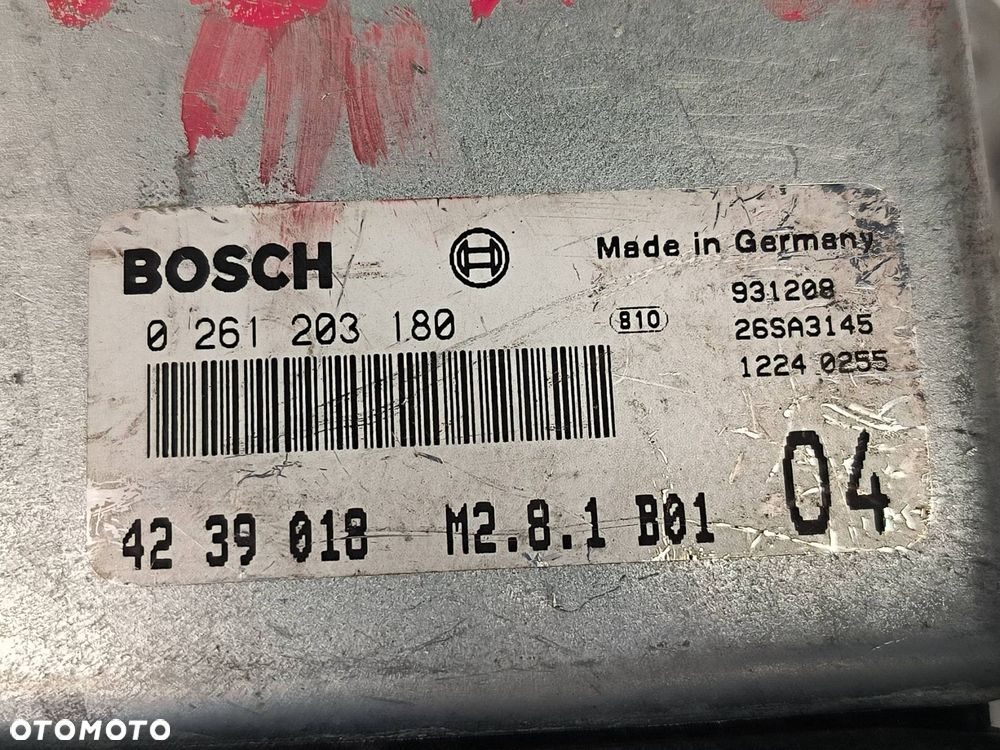 BOSCH
Made in Germany
931208
0 261 203 180
810
26SA3145
1224 0255
42 39 018 M2.8.1 B01
04
OTOMOTO